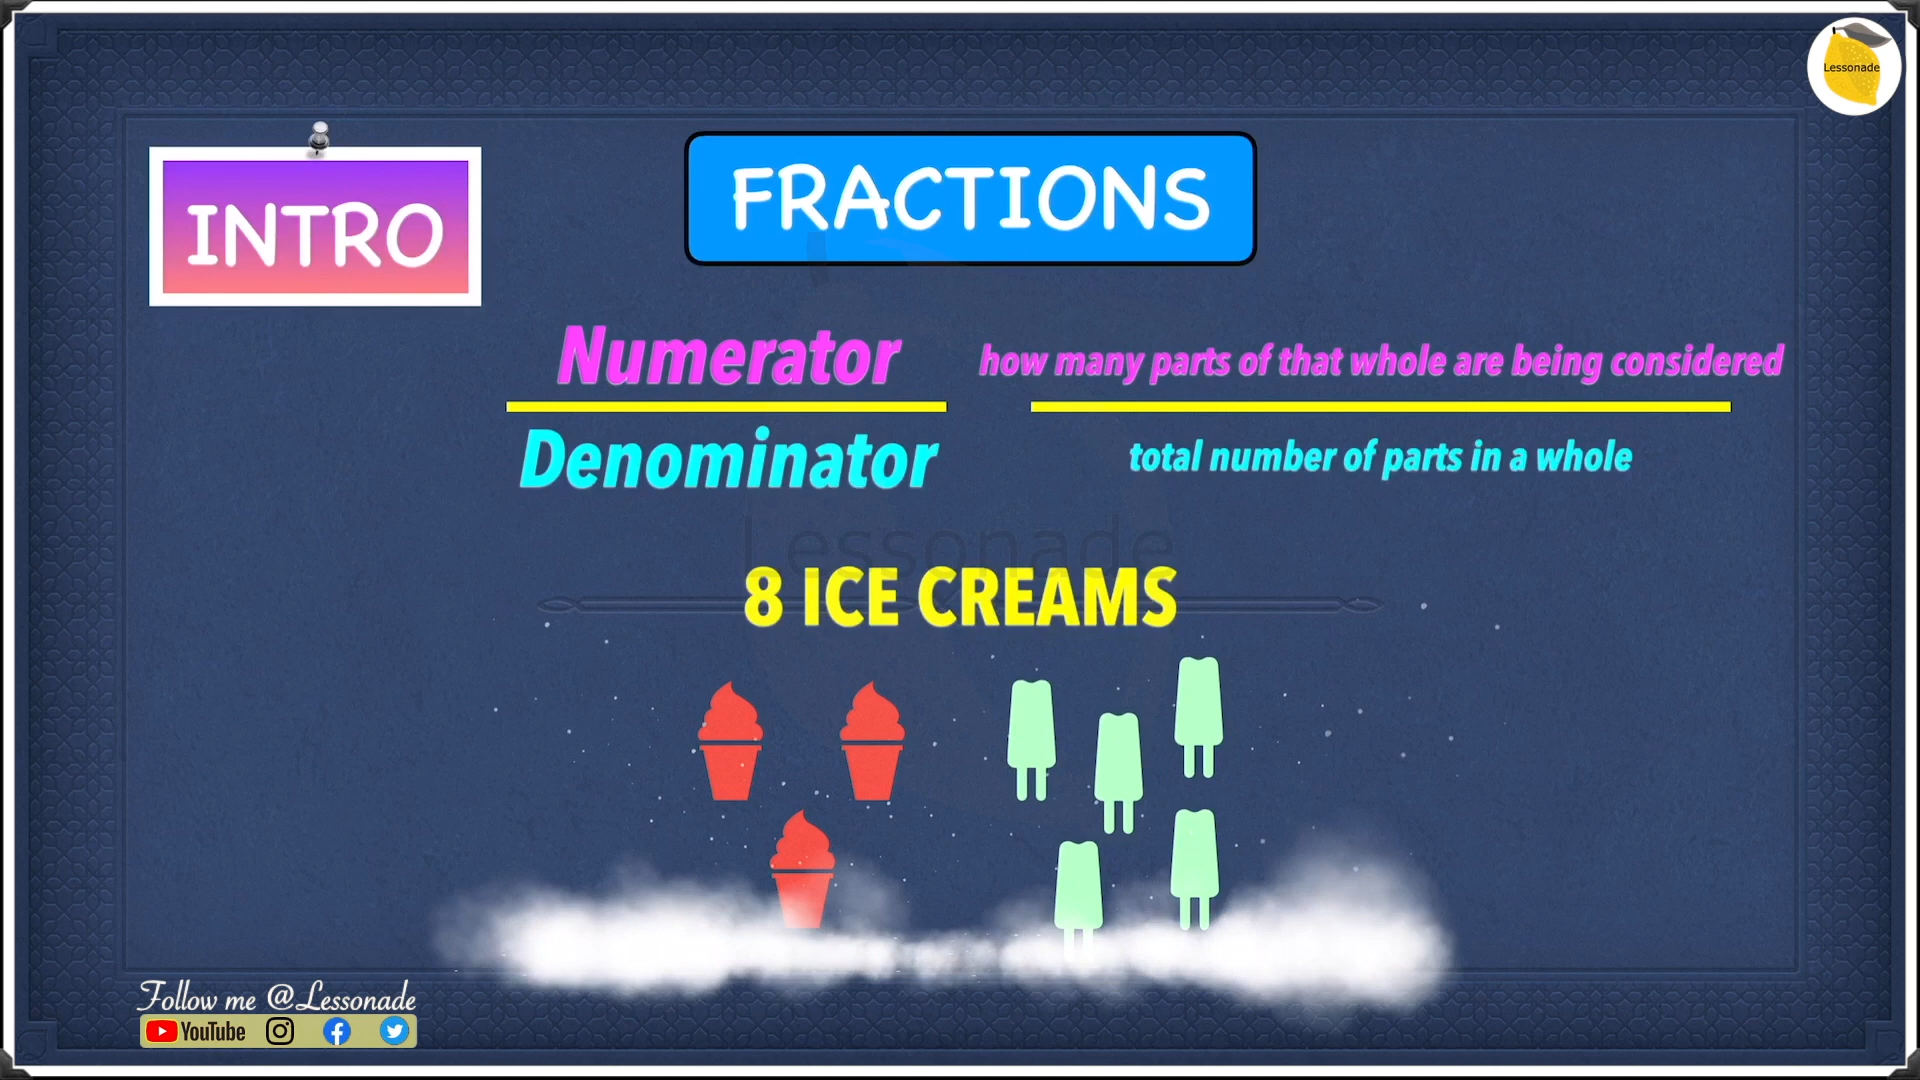 Lessonade
INTRO
FRACTIONS
Numerator
how many parts of that whole are being considered
Denominator
total number of parts in a whole
Lessonade
8 ICE CREAMS
Follow me @Lessonade
YouTube